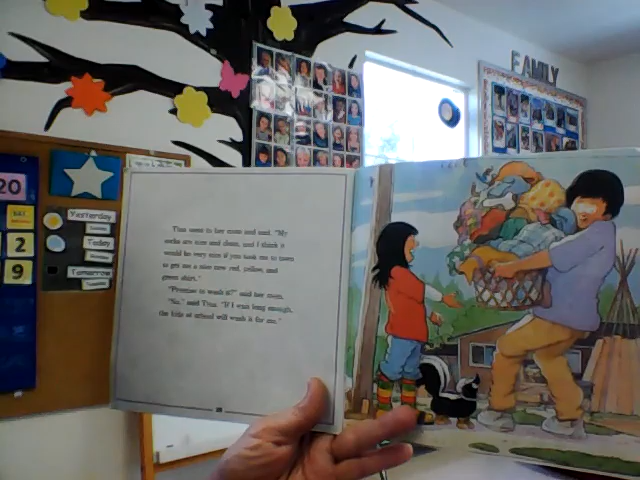 FAMILY
20
2
9
Yesterday
Today
Tomorrow
Tina went to her mom and said, "My
socks are nice and clean, and I think it
would be very nice if you took me to town
to get me a nice new red, yellow, and
green shirt."
"Promise to wash it?" said her mom.
"No," said Tina. "If I wait long enough,
the kids at school will wash it for me."